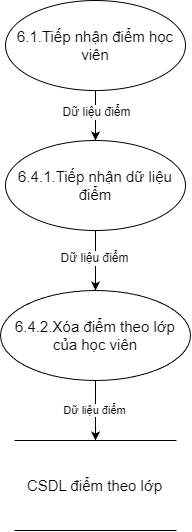 6.1.Tiếp nhận điểm học
viên
Dữ liệu điểm
6.4.1.Tiếp nhận dữ liệu
điểm
Dữ liệu điểm
6.4.2.Xóa điểm theo lớp
của học viên
Dữ liệu điểm
CSDL điểm theo lớp